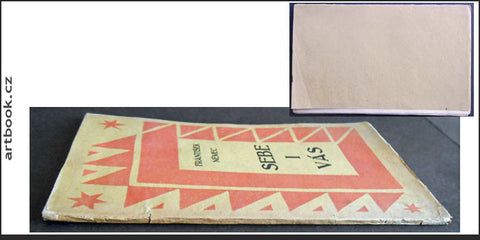 artbook.cz
FRANTIŠEK
NĚMEC
SEBE
I
VÁS